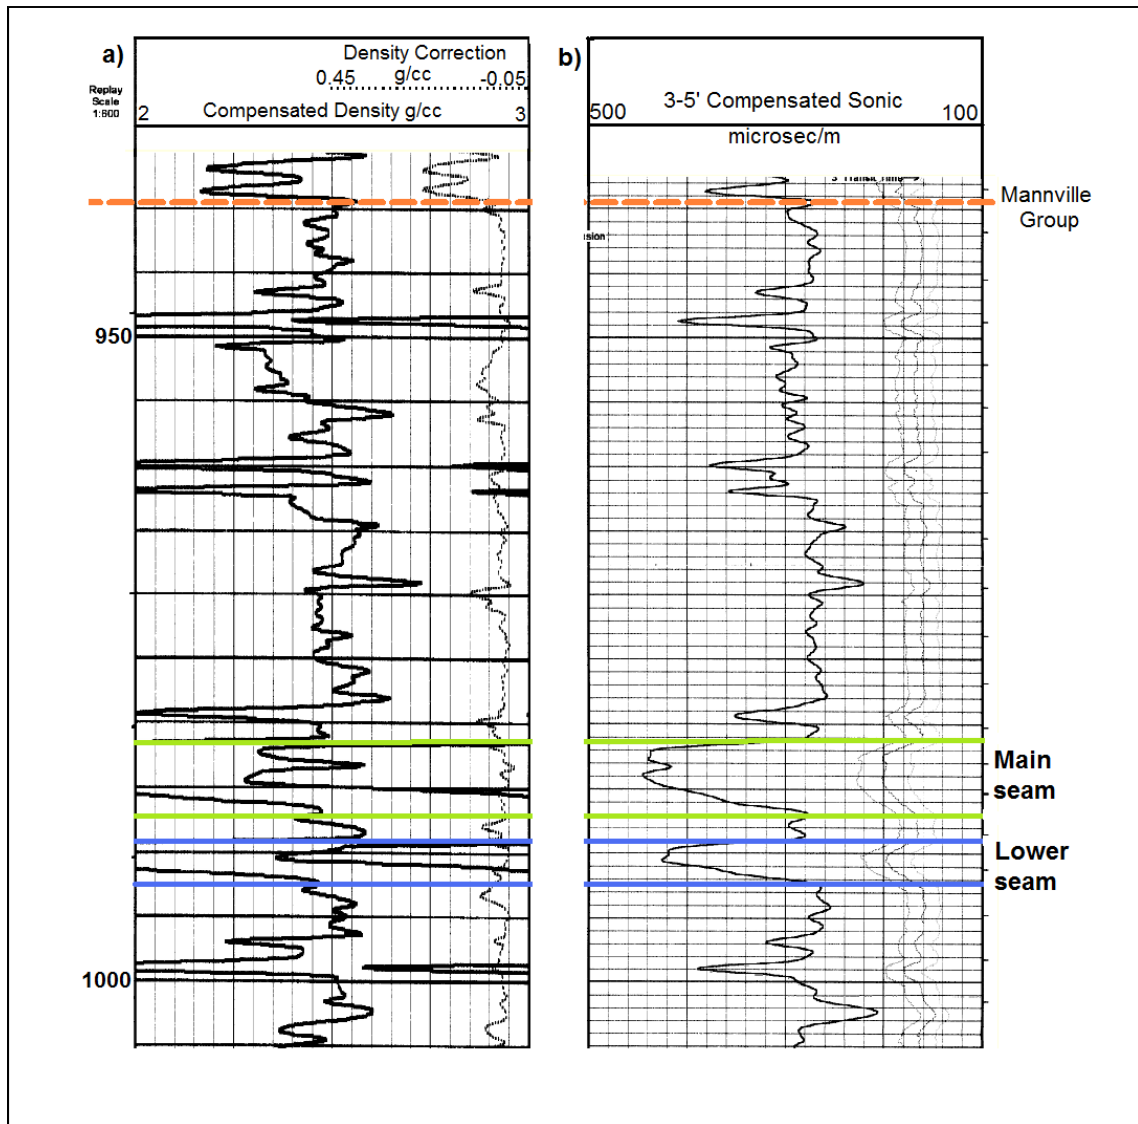 a)
Density Correction
g/cc
0.45 -0.05
Replay
Scale
1:600
Compensated Density g/cc
2 3
b)
3-5' Compensated Sonic
500 100
microsec/m
Mannville
Group
950
Main
seam
Lower
seam
1000